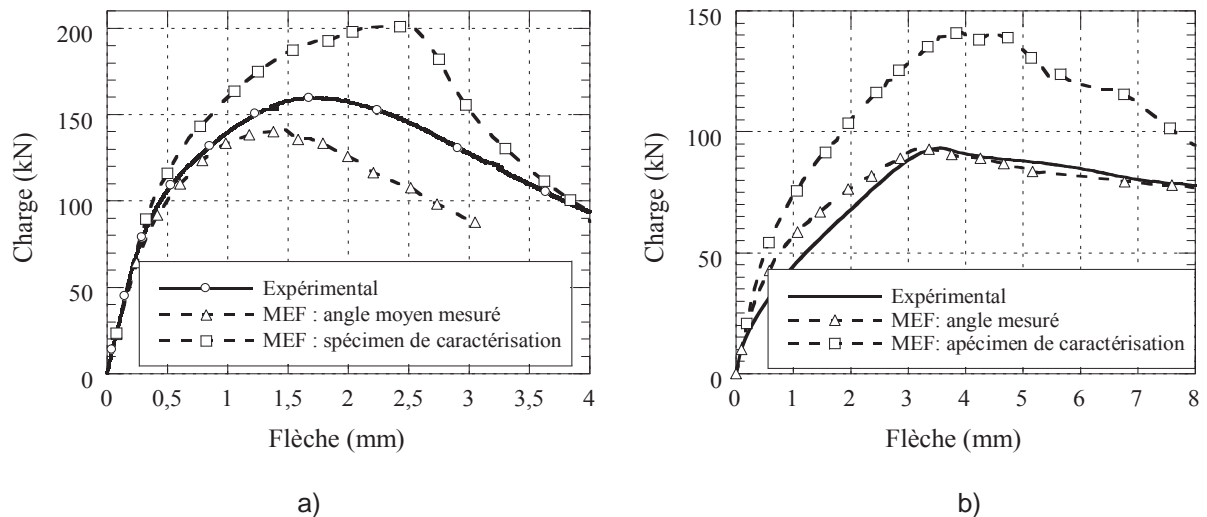 200
150
100
50
0
Charge (kN)
Expérimental
MEF : angle moyen mesuré
MEF : spécimen de caractérisation
0 0,5 1 1,5 2 2,5 3 3,5 4
Flèche (mm)
a)
150
100
50
0
Charge (kN)
Expérimental
MEF: angle mesuré
MEF: apécimen de caractérisation
0 1 2 3 4 5 6 7 8
Flèche (mm)
b)